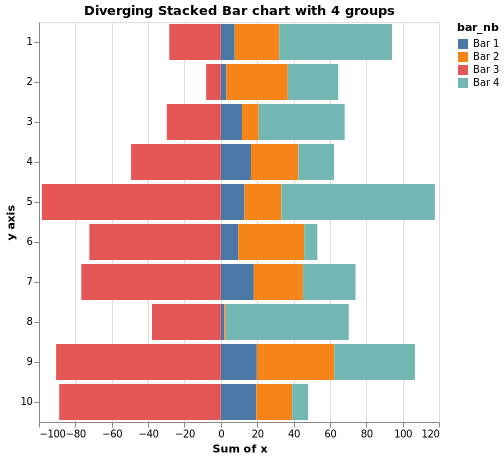 Diverging Stacked Bar chart with 4 groups
bar_nb
Bar 1
Bar 2
Bar 3
Bar 4
y axis
1
2
3
4
5
6
7
8
9
10
−100 −80 −60 −40 −20 0 20 40 60 80 100 120
Sum of x